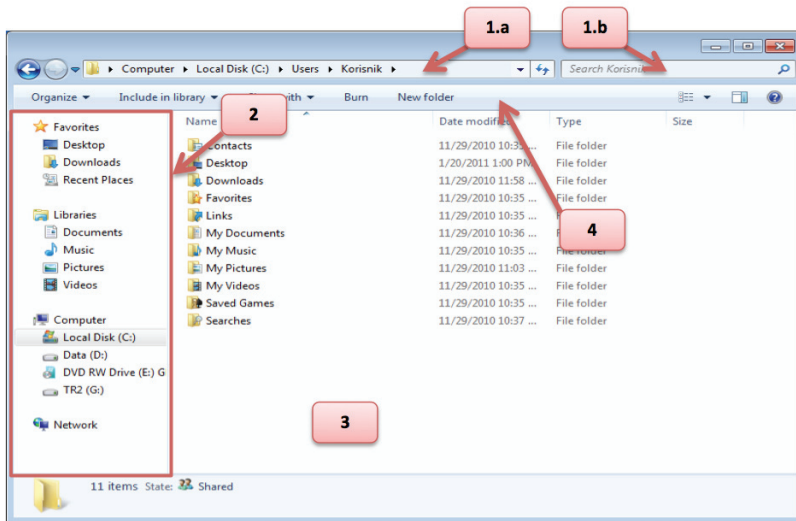 1.a 1.b
Computer Local Disk (C:) Users Korisnik Search
Organize Include in library with Burn New folder
2
Favorites Name Date modified Type Size
Desktop Contacts 11/29/2010 10:35 ... File folder
Downloads Desktop 1/20/2011 1:00 PM File folder
Recent Places Downloads 11/29/2010 11:58 ... File folder
Favorites 11/29/2010 10:35 ... File folder
Libraries Links 11/29/2010 10:35 ... File folder
Documents My Documents 11/29/2010 10:36 ... 4
Music My Music 11/29/2010 10:35 ... File folder
Pictures My Pictures 11/29/2010 11:03 ... File folder
Videos My Videos 11/29/2010 10:35 ... File folder
Saved Games 11/29/2010 10:35 ... File folder
Computer Searches 11/29/2010 10:37 ... File folder
Local Disk (C:)
Data (D:)
DVD RW Drive (E:) G
TR2 (G:)
3
Network
11 items State: Shared